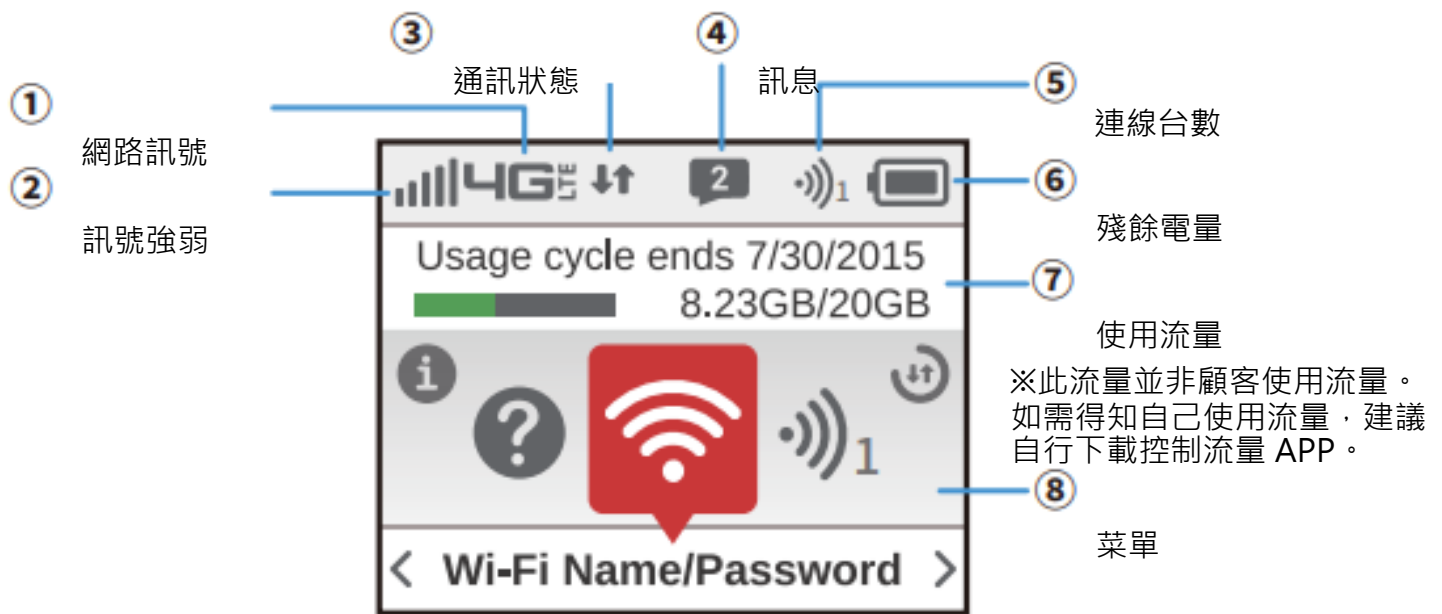 ③
④
通訊狀態
訊息
⑤
①
連線台數
網路訊號
4G LTE
2
1
⑥
②
殘餘電量
訊號強弱
Usage cycle ends 7/30/2015
⑦
8.23GB/20GB
使用流量
i
?
1
※此流量並非顧客使用流量。
如需得知自己使用流量,建議
自行下載控制流量 APP。
⑧
菜單
< Wi-Fi Name/Password >